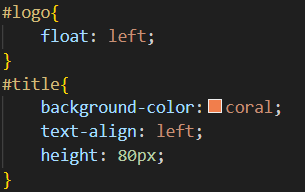 #logo{
    float: left;
}
#title{
    background-color: coral;
    text-align: left;
    height: 80px;
}